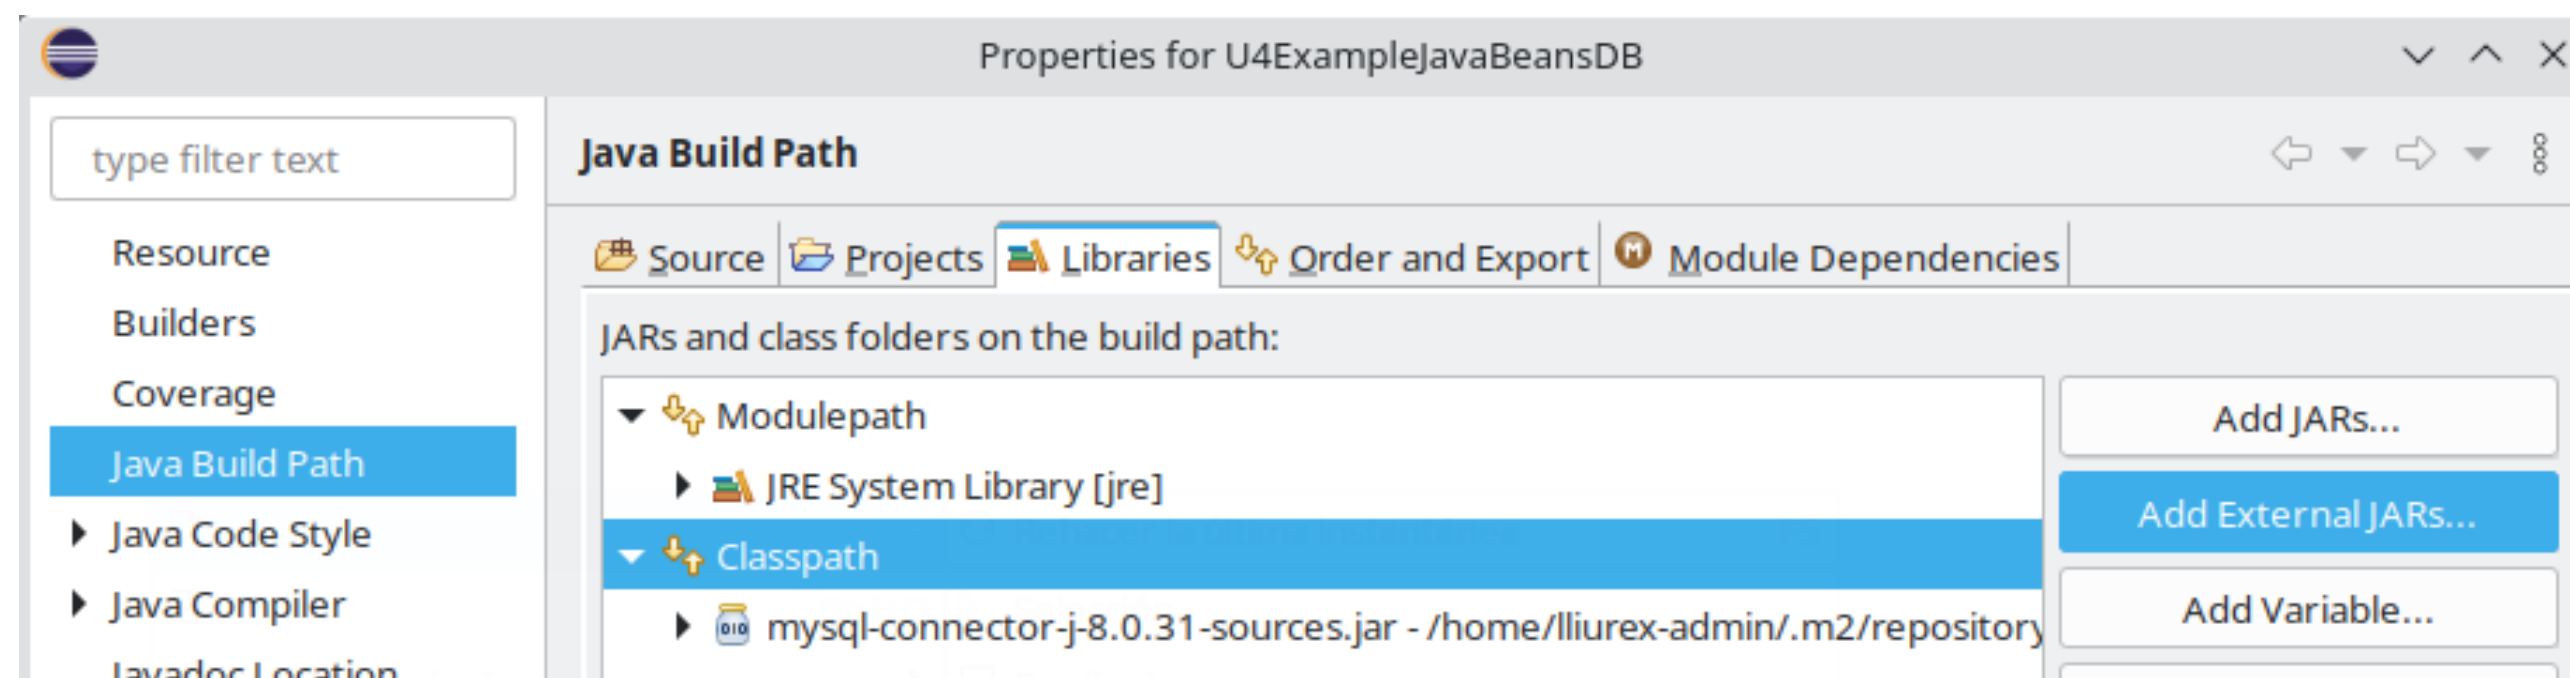 Properties for U4ExampleJavaBeansDB
type filter text
Resource
Builders
Coverage
Java Build Path
Java Code Style
Java Compiler
Javadoc Location
Java Build Path
Source Projects Libraries Order and Export Module Dependencies
JARs and class folders on the build path:
Modulepath
JRE System Library [jre]
Classpath
mysql-connector-j-8.0.31-sources.jar - /home/lliurex-admin/.m2/repository
Add JARs...
Add External JARs...
Add Variable...